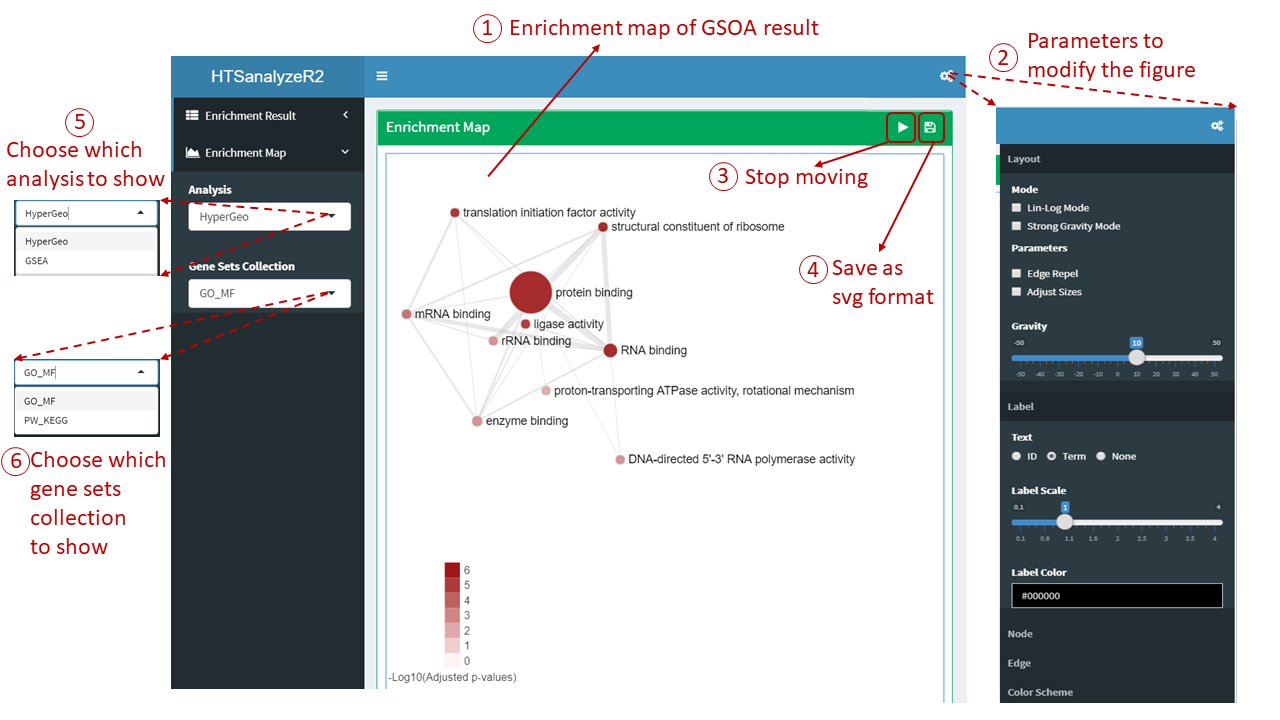 ① Enrichment map of GSOA result
② Parameters to
modify the figure
HTSanalyzeR2
⑤
Choose which
analysis to show
HyperGeo
HyperGeo
GSEA
GO_MF
GO_MF
PW_KEGG
⑥ Choose which
gene sets
collection
to show
Enrichment Result
Enrichment Map
Analysis
HyperGeo
Gene Sets Collection
GO_MF
Enrichment Map
③ Stop moving
④ Save as
svg format
translation initiation factor activity
structural constituent of ribosome
protein binding
mRNA binding
ligase activity
rRNA binding
RNA binding
proton-transporting ATPase activity, rotational mechanism
enzyme binding
DNA-directed 5'-3' RNA polymerase activity
6
5
4
3
2
1
0
-Log10(Adjusted p-values)
Layout
Mode
Lin-Log Mode
Strong Gravity Mode
Parameters
Edge Repel
Adjust Sizes
Gravity
-50 10 50
-50 -40 -30 -20 -10 0 10 20 30 40 50
Label
Text
ID Term None
Label Scale
0.1 1 4
0.1 0.6 1.1 1.6 2 2.5 3 3.5 4
Label Color
#000000
Node
Edge
Color Scheme